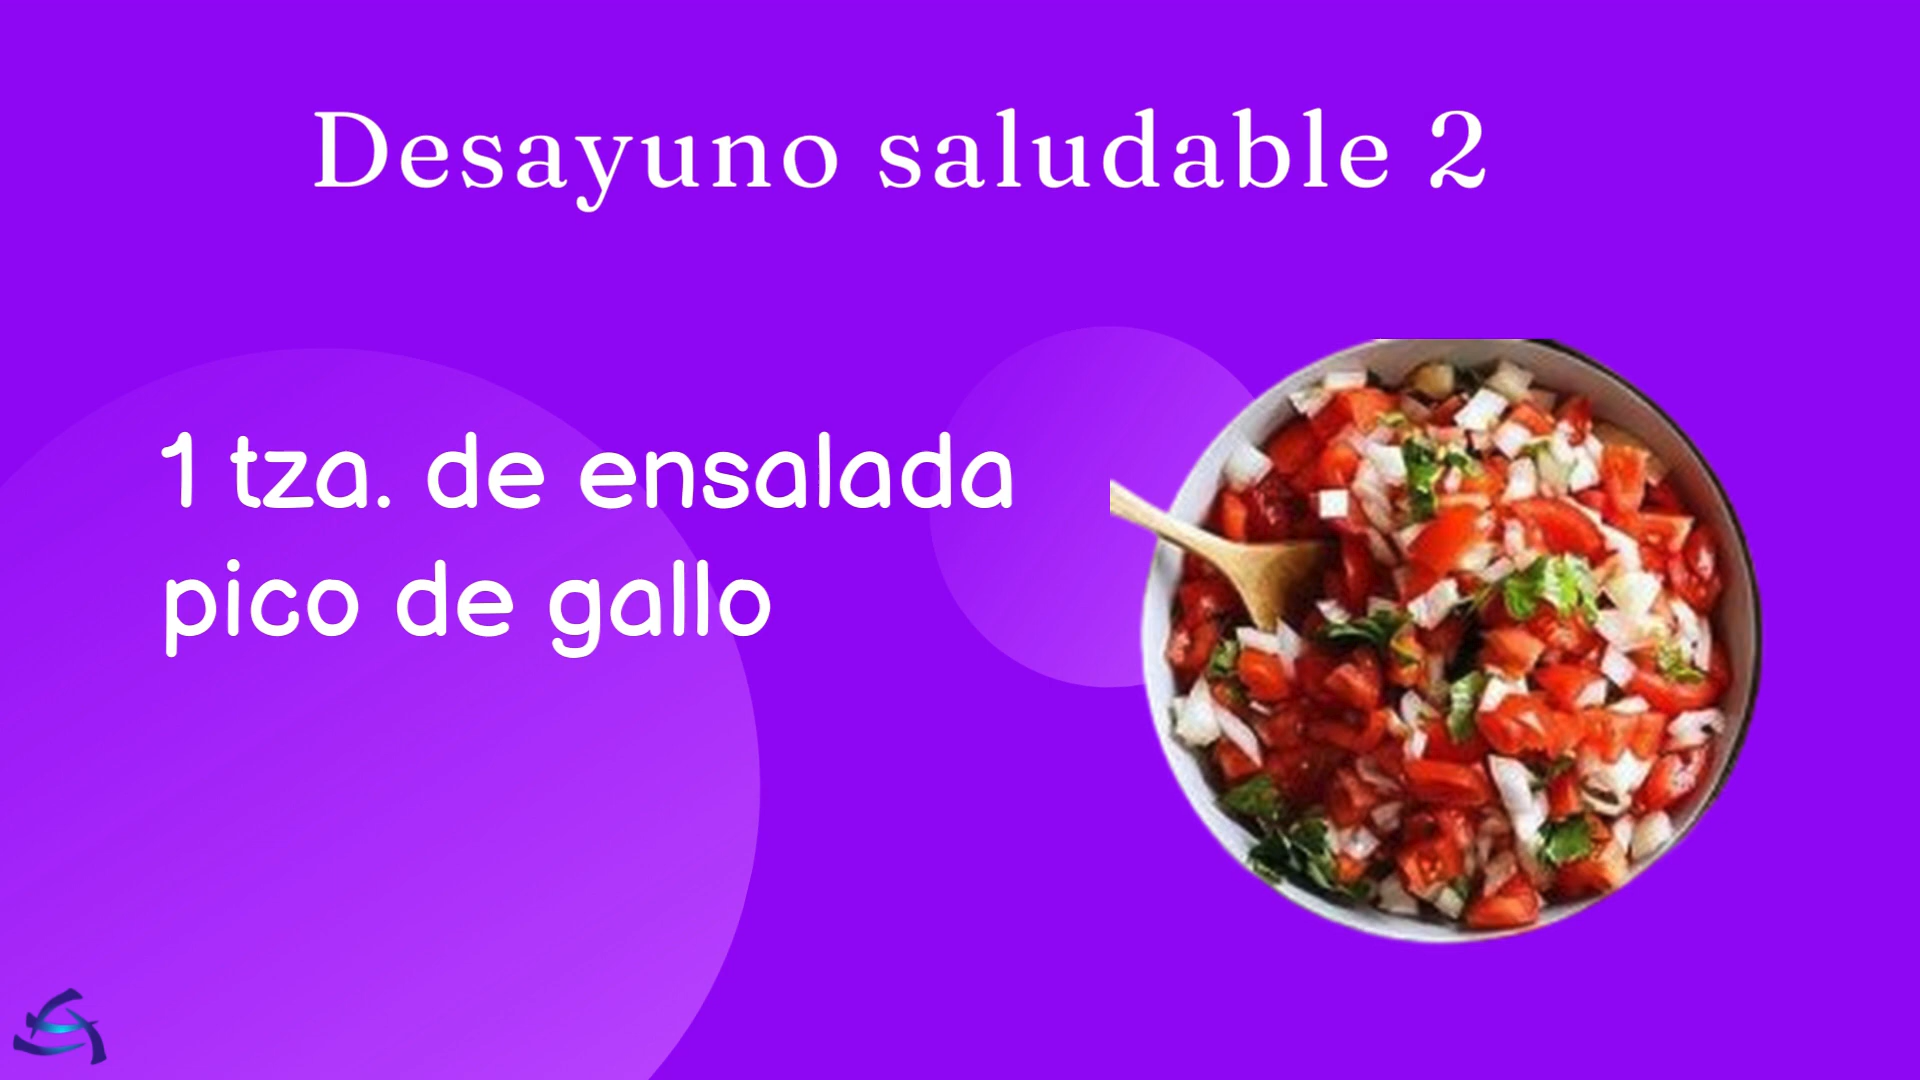 Desayuno saludable 2
1 tza. de ensalada
pico de gallo